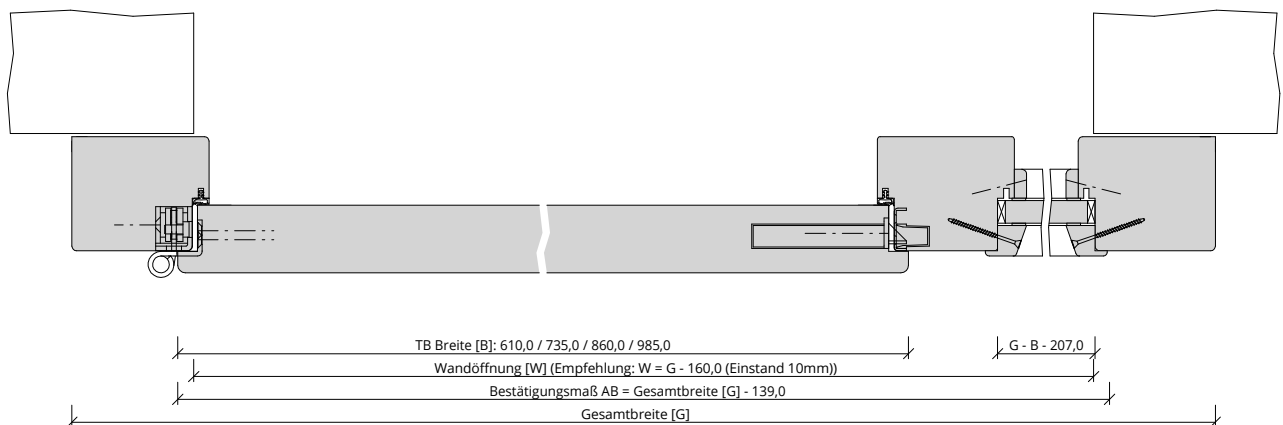 TB Breite [B]: 610,0 / 735,0 / 860,0 / 985,0
G - B - 207,0
Wandöffnung [W] (Empfehlung: W = G - 160,0 (Einstand 10mm))
Bestätigungsmaß AB = Gesamtbreite [G] - 139,0
Gesamtbreite [G]